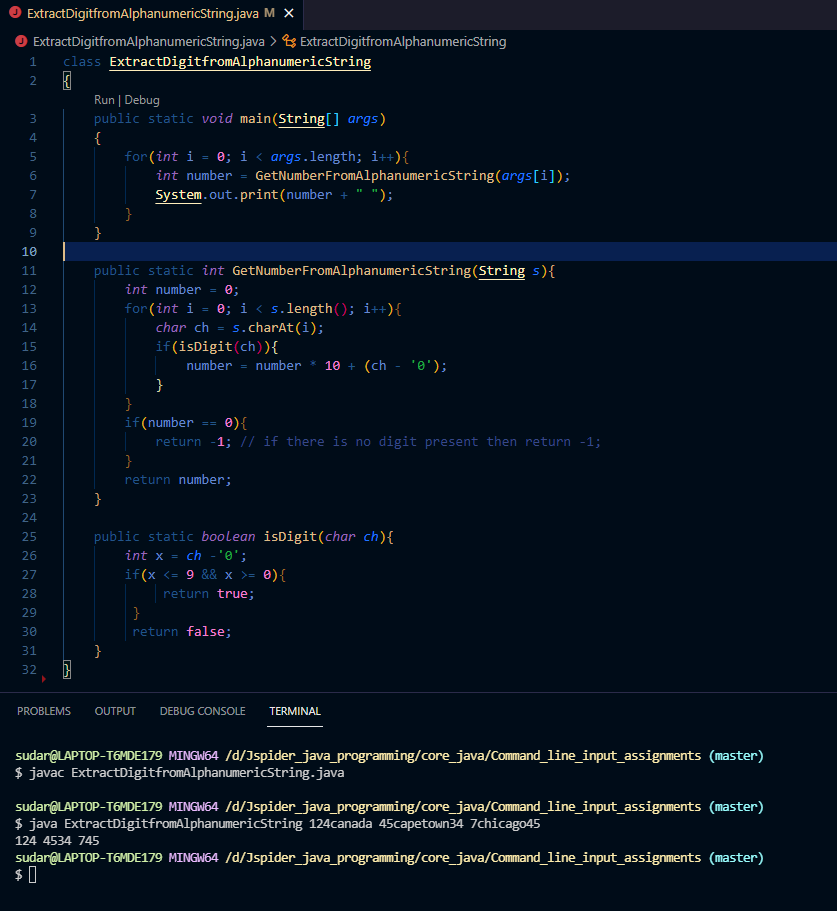 ExtractDigitfromAlphanumericString.java M ✕
ExtractDigitfromAlphanumericString.java > ExtractDigitfromAlphanumericString
1 class ExtractDigitfromAlphanumericString
2 {
Run | Debug
3 public static void main(String[] args)
4 {
5 for(int i = 0; i < args.length; i++){
6 int number = GetNumberFromAlphanumericString(args[i]);
7 System.out.print(number + " ");
8 }
9 }
10
11 public static int GetNumberFromAlphanumericString(String s){
12 int number = 0;
13 for(int i = 0; i < s.length(); i++){
14 char ch = s.charAt(i);
15 if(isDigit(ch)){
16 number = number * 10 + (ch - '0');
17 }
18 }
19 if(number == 0){
20 return -1; // if there is no digit present then return -1;
21 }
22 return number;
23 }
24
25 public static boolean isDigit(char ch){
26 int x = ch -'0';
27 if(x <= 9 && x >= 0){
28 return true;
29 }
30 return false;
31 }
32 }
PROBLEMS OUTPUT DEBUG CONSOLE TERMINAL
sudar@LAPTOP-T6MDE179 MINGW64 /d/Jspider_java_programming/core_java/Command_line_input_assignments (master)
$ javac ExtractDigitfromAlphanumericString.java
sudar@LAPTOP-T6MDE179 MINGW64 /d/Jspider_java_programming/core_java/Command_line_input_assignments (master)
$ java ExtractDigitfromAlphanumericString 124canada 45capetown34 7chicago45
124 4534 745
sudar@LAPTOP-T6MDE179 MINGW64 /d/Jspider_java_programming/core_java/Command_line_input_assignments (master)
$